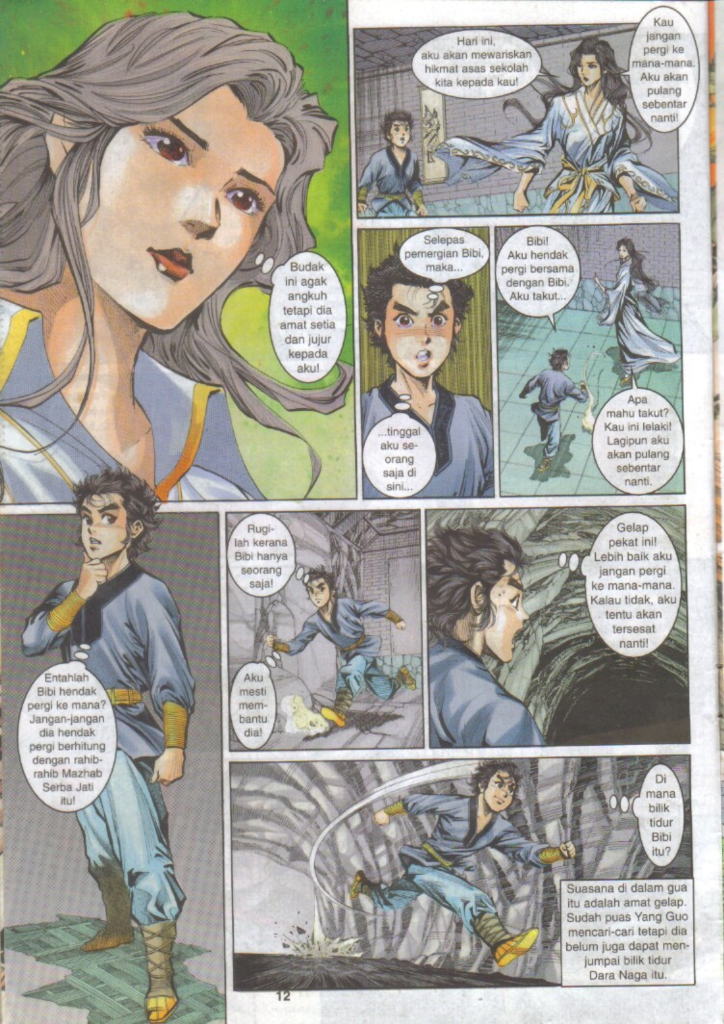 Budak
ini agak
angkuh
tetapi dia
amat setia
dan jujur
kepada
aku!
Hari ini,
aku akan mewariskan
hikmat asas sekolah
kita kepada kau!
Kau
jangan
pergi ke
mana-mana.
Aku akan
pulang
sebentar
nanti!
Selepas
pemergian Bibi,
maka...
...tinggal
aku se-
orang
saja di
sini...
Bibi!
Aku hendak
pergi bersama
dengan Bibi.
Aku takut...
Apa
mahu takut?
Kau ini lelaki!
Lagipun aku
akan pulang
sebentar
nanti.
Entahlah
Bibi hendak
pergi ke mana?
Jangan-jangan
dia hendak
pergi berhitung
dengan rahib-
rahib Mazhab
Serba Jati
itu!
Rugi-
lah kerana
Bibi hanya
seorang
saja!
Aku
mesti
mem-
bantu
dia!
Gelap
pekat ini!
Lebih baik aku
jangan pergi
ke mana-mana.
Kalau tidak, aku
tentu akan
tersesat
nanti!
Di
mana
bilik
tidur
Bibi
itu?
Suasana di dalam gua
itu adalah amat gelap.
Sudah puas Yang Guo
mencari-cari tetapi dia
belum juga dapat men-
jumpai bilik tidur
Dara Naga itu.
12